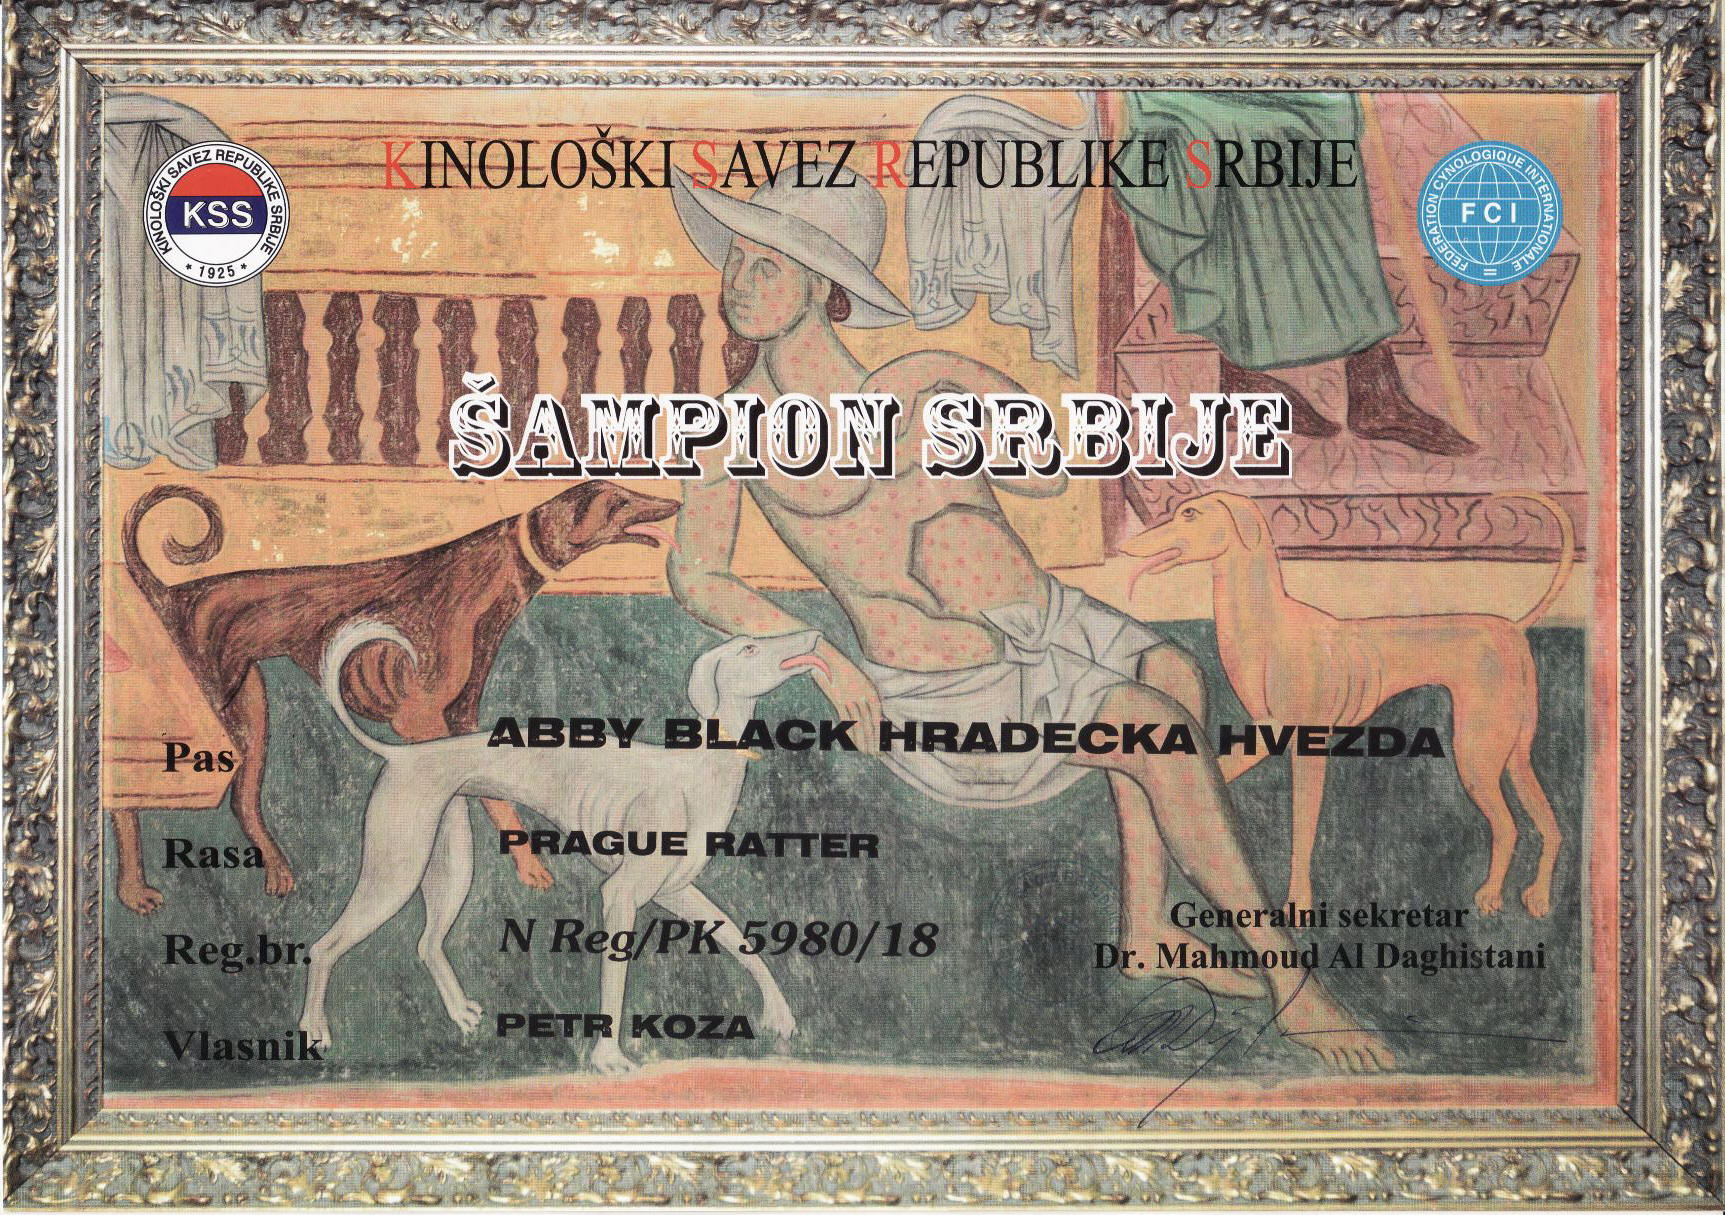 KINOLOŠKI SAVEZ REPUBLIKE SRBIJE
KINOLOŠKI SAVEZ REPUBLIKE SRBIJE
KSS
* 1925 *
FEDERATION CYNOLOGIQUE INTERNATIONALE
FCI
ŠAMPION SRBIJE
Pas ABBY BLACK HRADECKA HVEZDA
Rasa PRAGUE RATTER
Reg.br. N Reg/PK 5980/18
Vlasnik PETR KOZA
Generalni sekretar
Dr. Mahmoud Al Daghistani